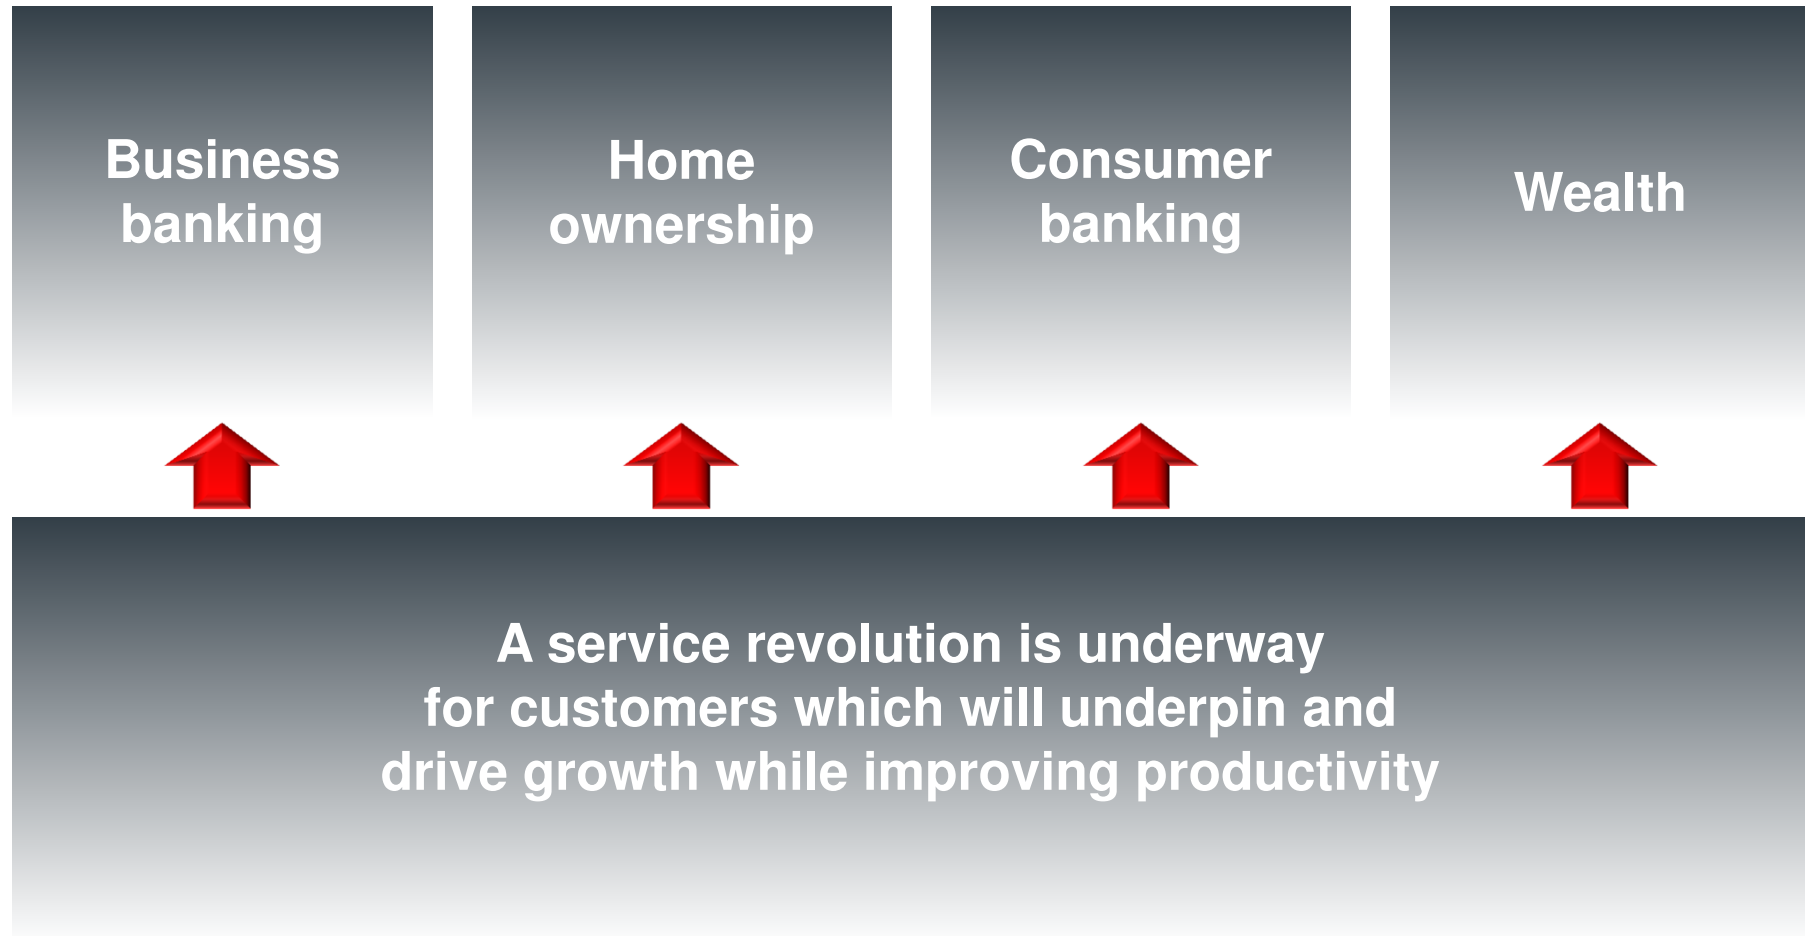 Business
banking
Home
ownership
Consumer
banking
Wealth
A service revolution is underway
for customers which will underpin and
drive growth while improving productivity